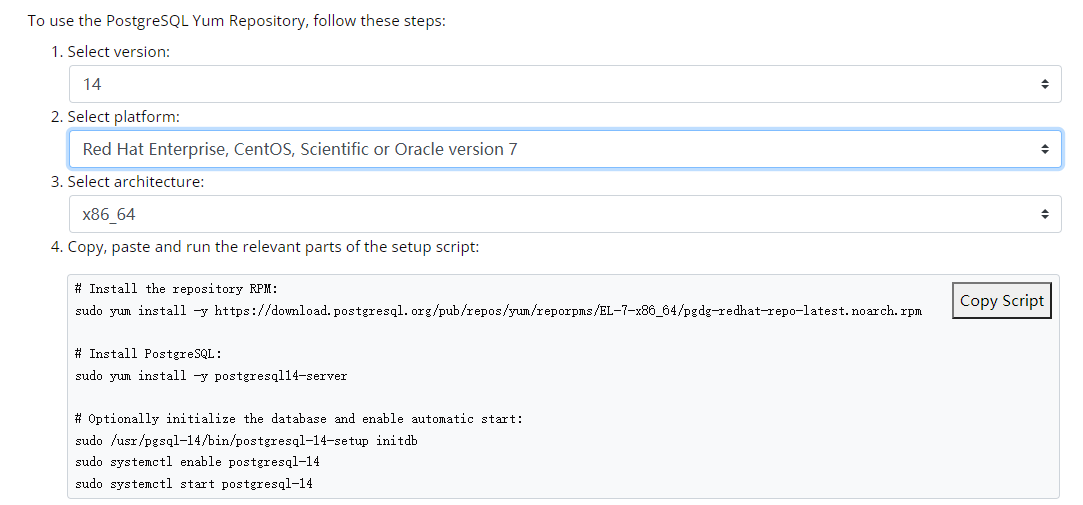 To use the PostgreSQL Yum Repository, follow these steps:
1. Select version:
14
2. Select platform:
Red Hat Enterprise, CentOS, Scientific or Oracle version 7
3. Select architecture:
x86_64
4. Copy, paste and run the relevant parts of the setup script:
# Install the repository RPM:
Copy Script
sudo yum install -y https://download.postgresql.org/pub/repos/yum/reporpms/EL-7-x86_64/pgdg-redhat-repo-latest.noarch.rpm
# Install PostgreSQL:
sudo yum install -y postgresql14-server
# Optionally initialize the database and enable automatic start:
sudo /usr/pgsql-14/bin/postgresql-14-setup initdb
sudo systemctl enable postgresql-14
sudo systemctl start postgresql-14